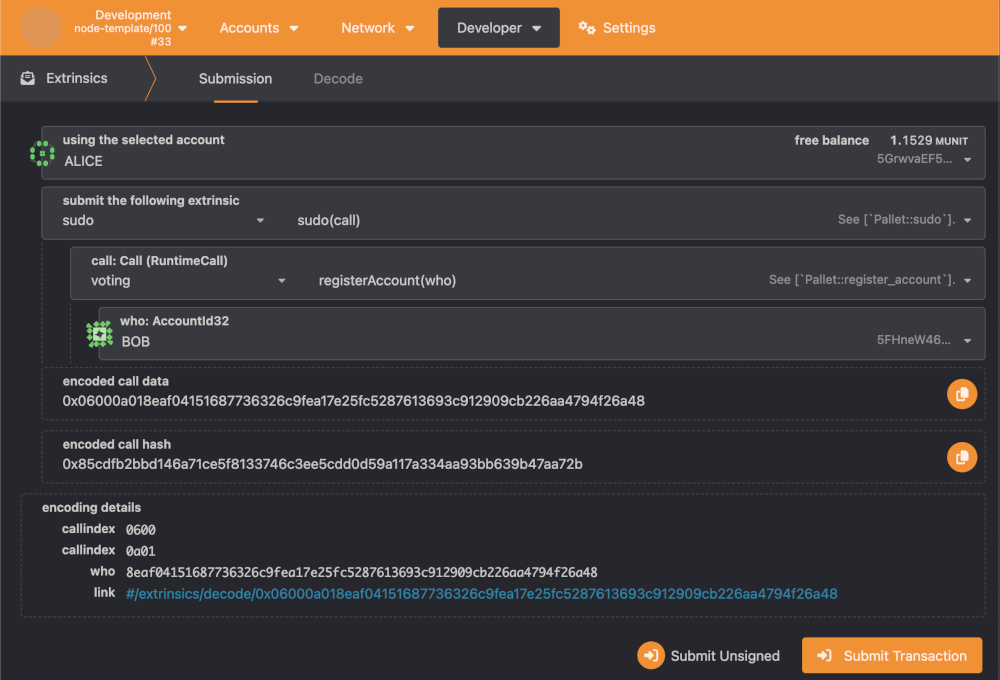 Development
node-template/100
#33
Accounts
Network
Developer
Settings
Extrinsics
Submission
Decode
using the selected account
ALICE
free balance 1.1529 MUNIT
5GrwvaEF5...
submit the following extrinsic
sudo
sudo(call)
See [`Pallet::sudo`].
call: Call (RuntimeCall)
voting
registerAccount(who)
See [`Pallet::register_account`].
who: AccountId32
BOB
5FHneW46...
encoded call data
0x06000a018eaf04151687736326c9fea17e25fc5287613693c912909cb226aa4794f26a48
encoded call hash
0x85cdfb2bbd146a71ce5f8133746c3ee5cdd0d59a117a334aa93bb639b47aa72b
encoding details
callindex 0600
callindex 0a01
who 8eaf04151687736326c9fea17e25fc5287613693c912909cb226aa4794f26a48
link #/extrinsics/decode/0x06000a018eaf04151687736326c9fea17e25fc5287613693c912909cb226aa4794f26a48
Submit Unsigned
Submit Transaction